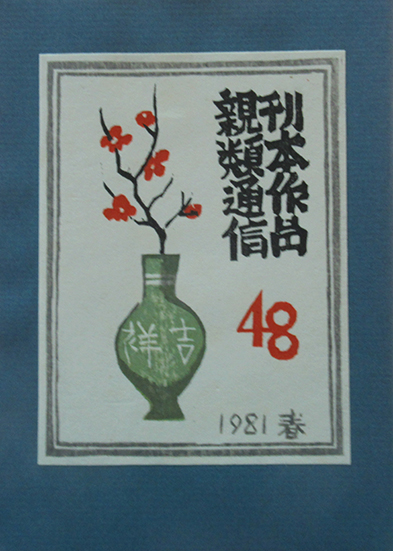 刊本作品
親類通信
48
吉祥
1981 春